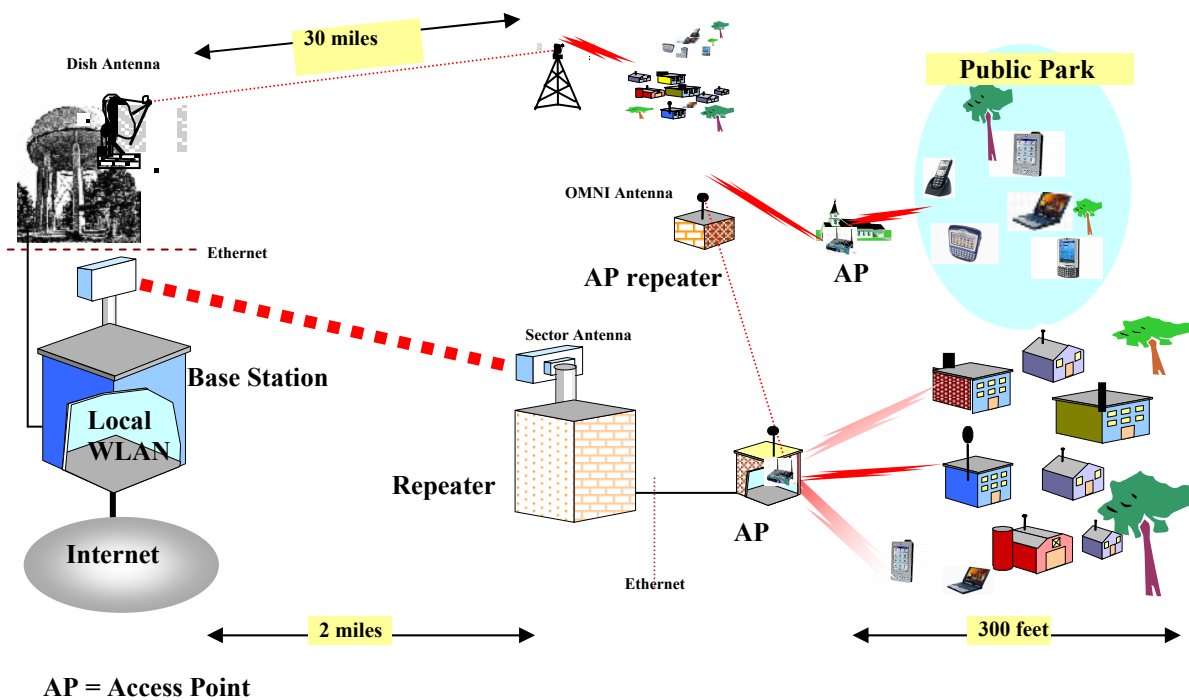 30 miles
Dish Antenna
Public Park
OMNI Antenna
Ethernet
AP repeater
AP
Sector Antenna
Base Station
Local
WLAN
Repeater
AP
Internet
Ethernet
2 miles
300 feet
AP = Access Point